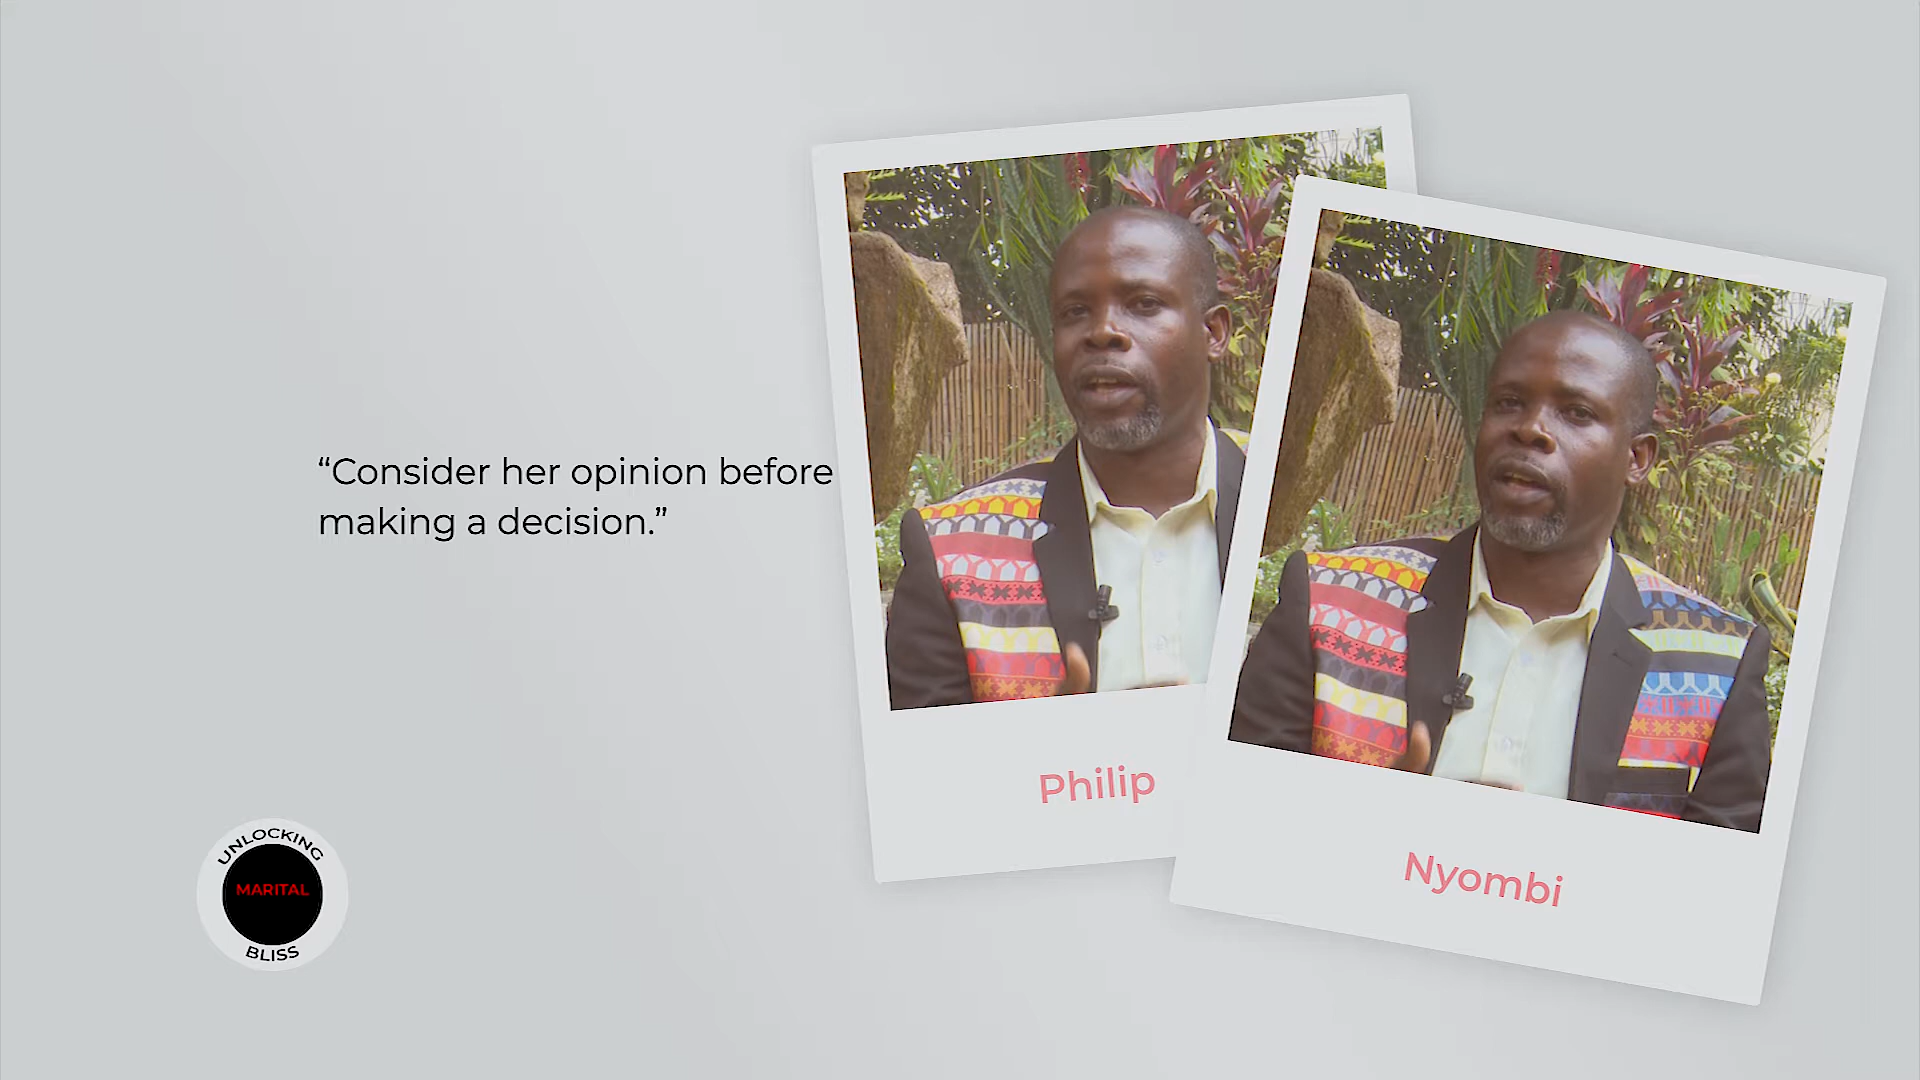 “Consider her opinion before
making a decision.”
Philip
Nyombi
UNLOCKING
MARITAL
BLISS